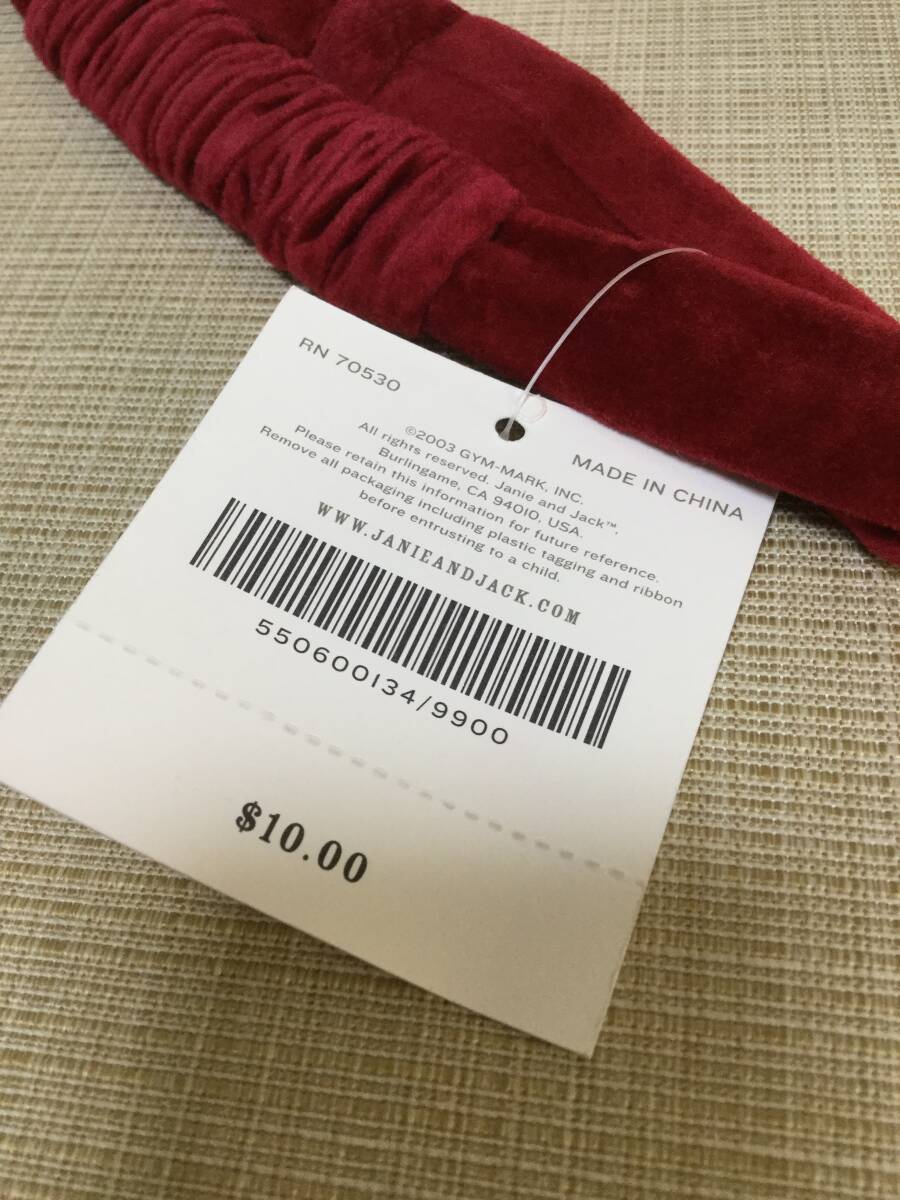 RN 70530
MADE IN CHINA
©2003 GYM-MARK, INC.
All rights reserved. Janie and Jack™,
Burlingame, CA 94010, USA.
Please retain this information for future reference.
Remove all packaging including plastic tagging and ribbon
before entrusting to a child.
WWW.JANIEANDJACK.COM
550600134/9900
$10.00